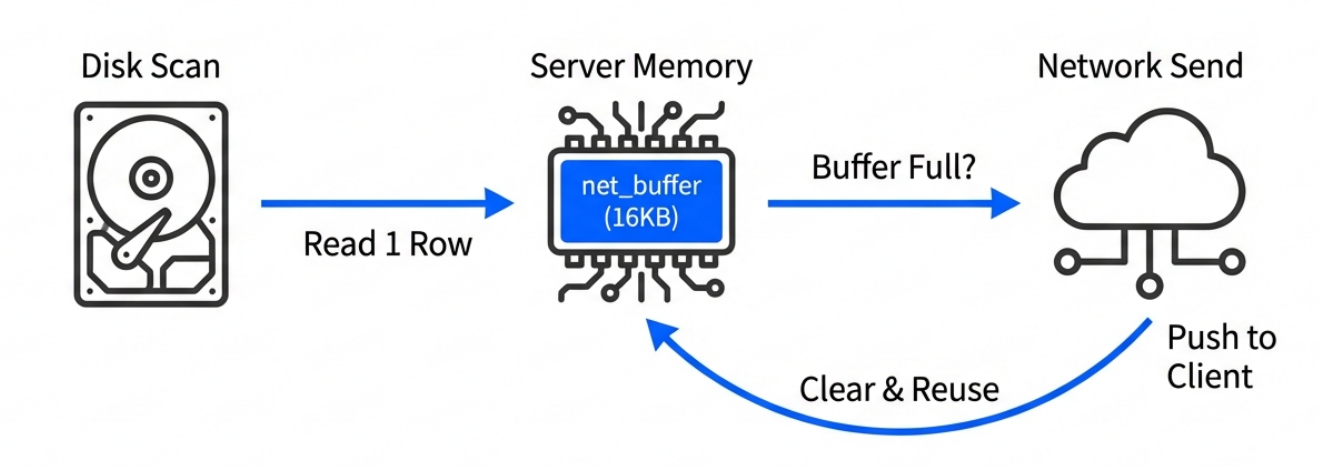 Disk Scan
Server Memory
Network Send
net_buffer
(16KB)
Read 1 Row
Buffer Full?
Push to
Client
Clear & Reuse